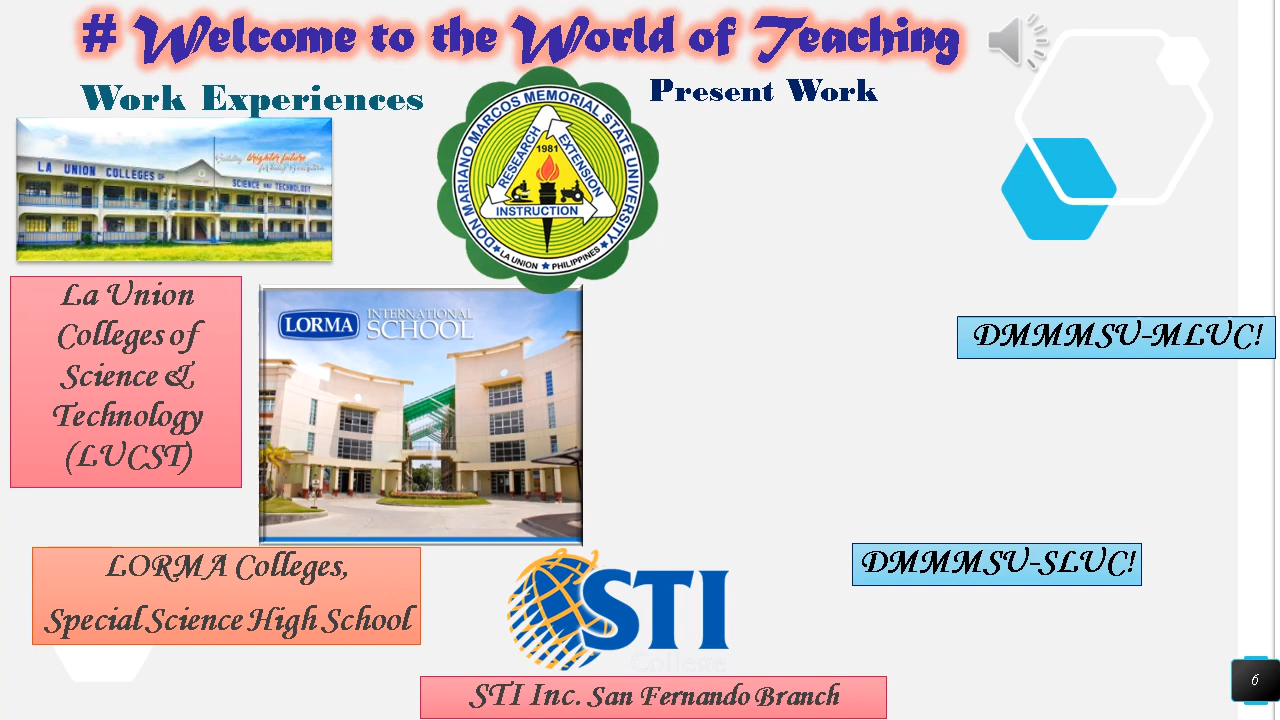 # Welcome to the World of Teaching
Work Experiences
Present Work
LA UNION COLLEGES OF
SCIENCE AND TECHNOLOGY
Building brighter future
DON MARIANO MARCOS MEMORIAL STATE UNIVERSITY
LA UNION PHILIPPINES
1981
RESEARCH
EXTENSION
INSTRUCTION
La Union
Colleges of
Science &
Technology
(LUCST)
LORMA
INTERNATIONAL
SCHOOL
DMMMSU-MLUC!
LORMA Colleges,
Special Science High School
DMMMSU-SLUC!
STI
College
STI Inc. San Fernando Branch
6